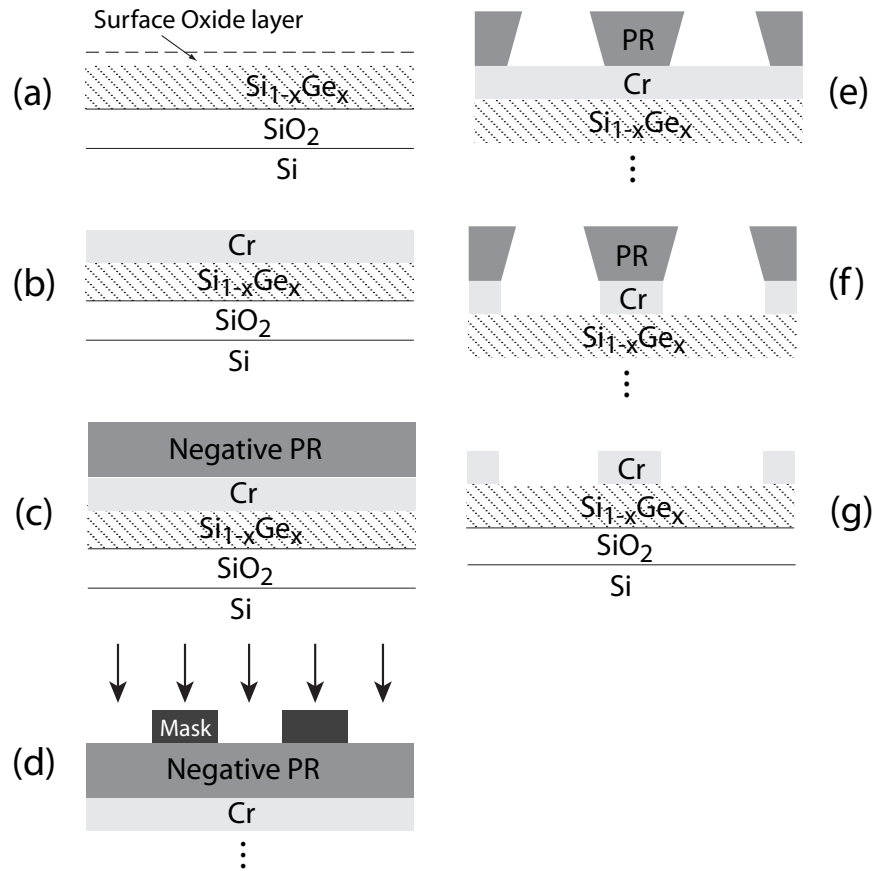 (a)
Surface Oxide layer
Si₁₋ₓGeₓ
SiO₂
Si
(b)
Cr
Si₁₋ₓGeₓ
SiO₂
Si
(c)
Negative PR
Cr
Si₁₋ₓGeₓ
SiO₂
Si
(d)
Mask
Negative PR
Cr
(e)
PR
Cr
Si₁₋ₓGeₓ
(f)
PR
Cr
Si₁₋ₓGeₓ
(g)
Cr
Si₁₋ₓGeₓ
SiO₂
Si